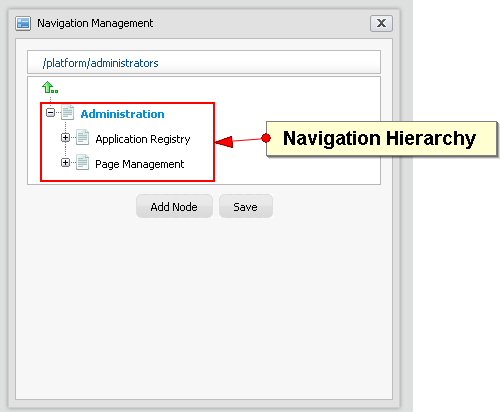 Navigation Management
/platform/administrators
Administration
Application Registry
Page Management
Navigation Hierarchy
Add Node
Save